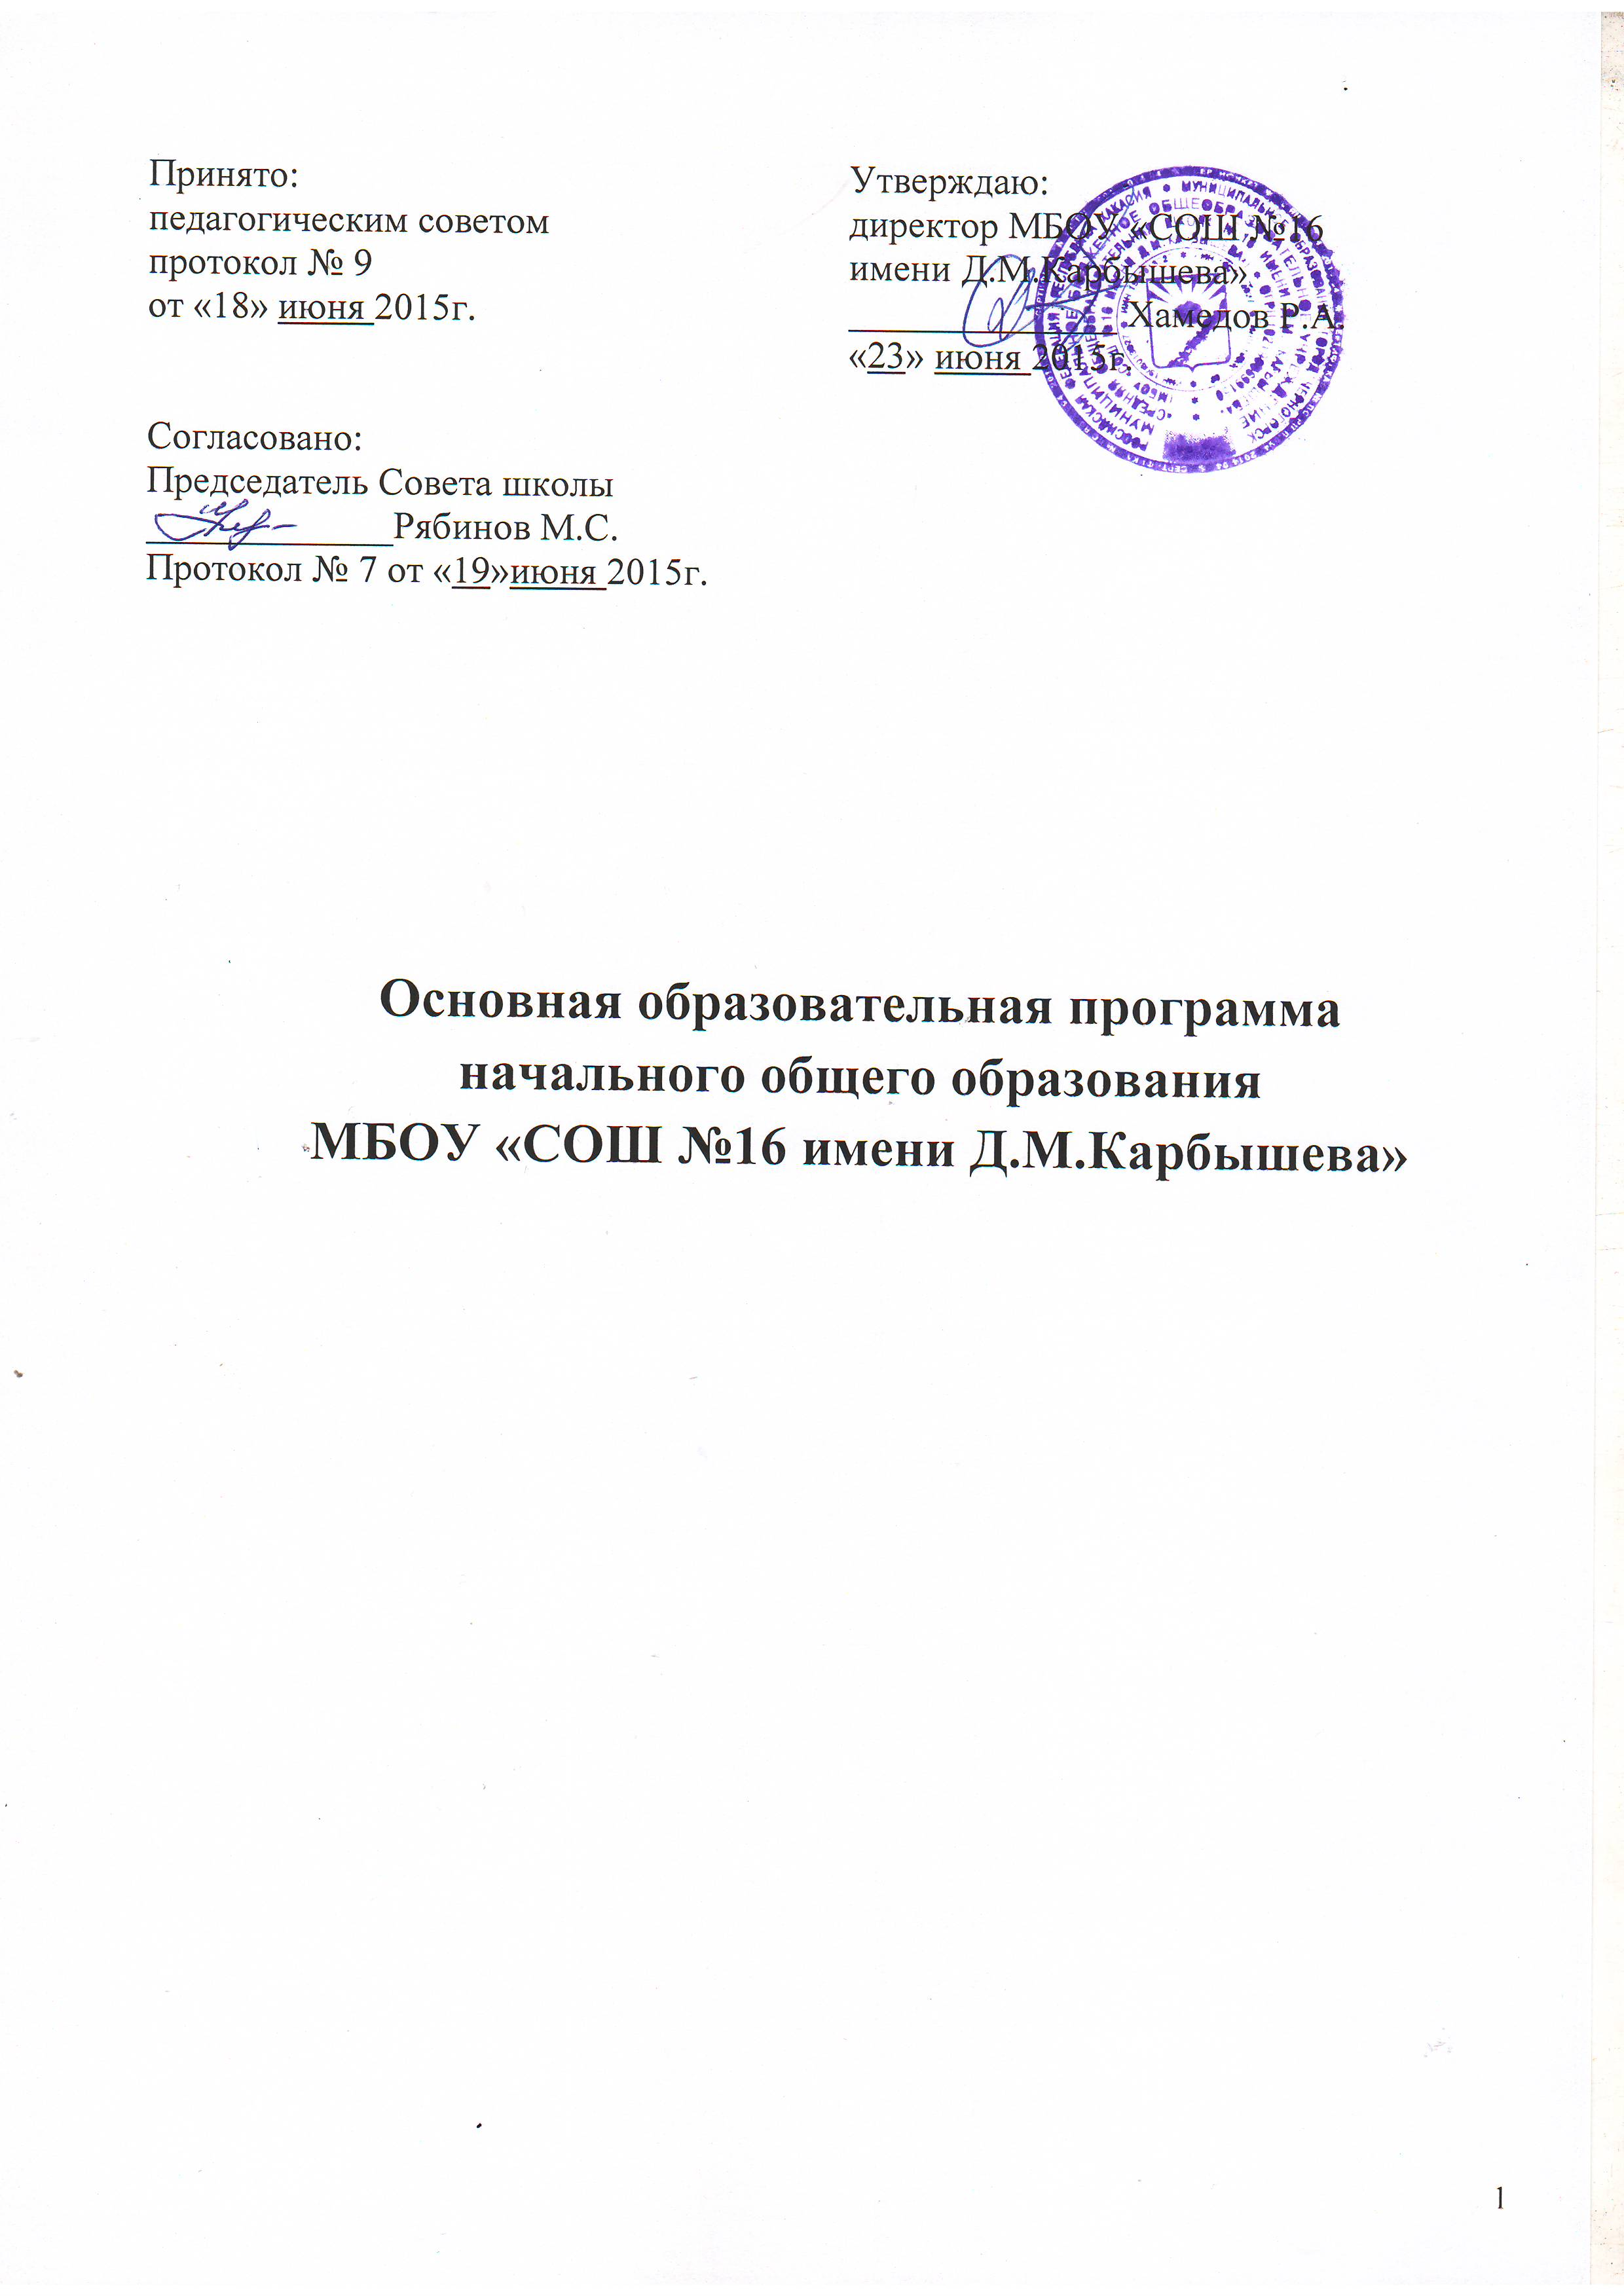 Принято:
педагогическим советом
протокол № 9
от «18» июня 2015г.
Утверждаю:
директор МБОУ «СОШ №16
имени Д.М.Карбышева»
Хамедов Р.А.
«23» июня 2015г.
Согласовано:
Председатель Совета школы
Рябинов М.С.
Протокол № 7 от «19»июня 2015г.
Основная образовательная программа
начального общего образования
МБОУ «СОШ №16 имени Д.М.Карбышева»
1